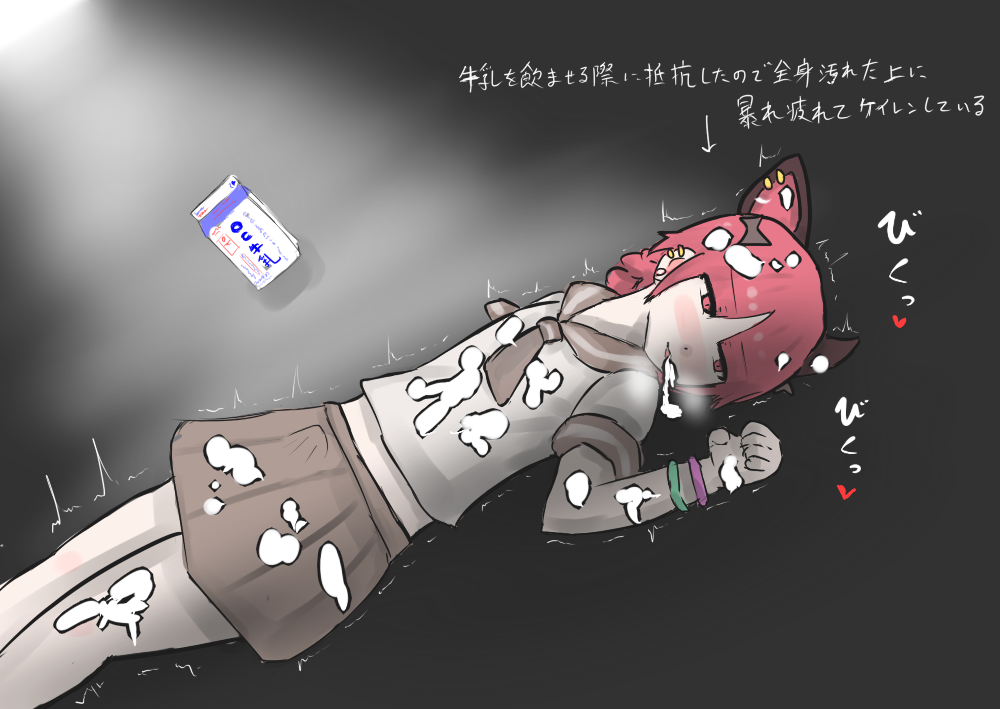 牛乳を飲ませる際に抵抗したので全身汚れた上に
暴れ疲れてケイレンしている
↓
びくっ♥
びくっ♥
牛乳